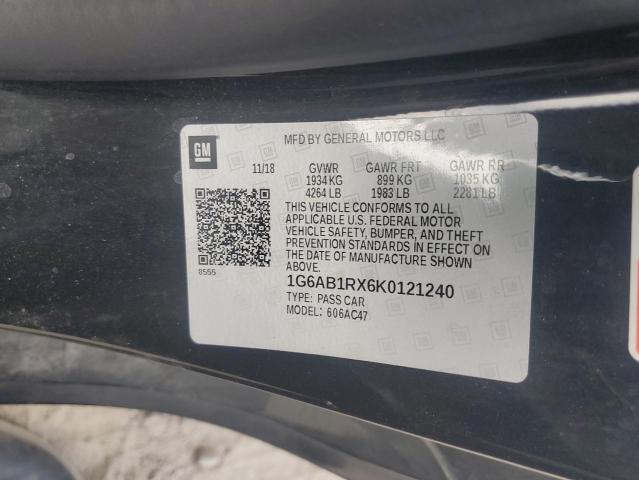 GM
MFD BY GENERAL MOTORS LLC
11/18 GVWR GAWR FRT GAWR RR
1934 KG 899 KG 1035 KG
4264 LB 1983 LB 2281 LB
THIS VEHICLE CONFORMS TO ALL
APPLICABLE U.S. FEDERAL MOTOR
VEHICLE SAFETY, BUMPER, AND THEFT
PREVENTION STANDARDS IN EFFECT ON
THE DATE OF MANUFACTURE SHOWN
ABOVE.
8555
1G6AB1RX6K0121240
TYPE: PASS CAR
MODEL: 606AC47